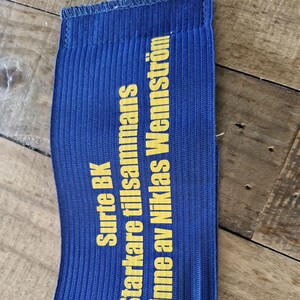 Surte BK
Starkare tillsammans
av Niklas Wennström